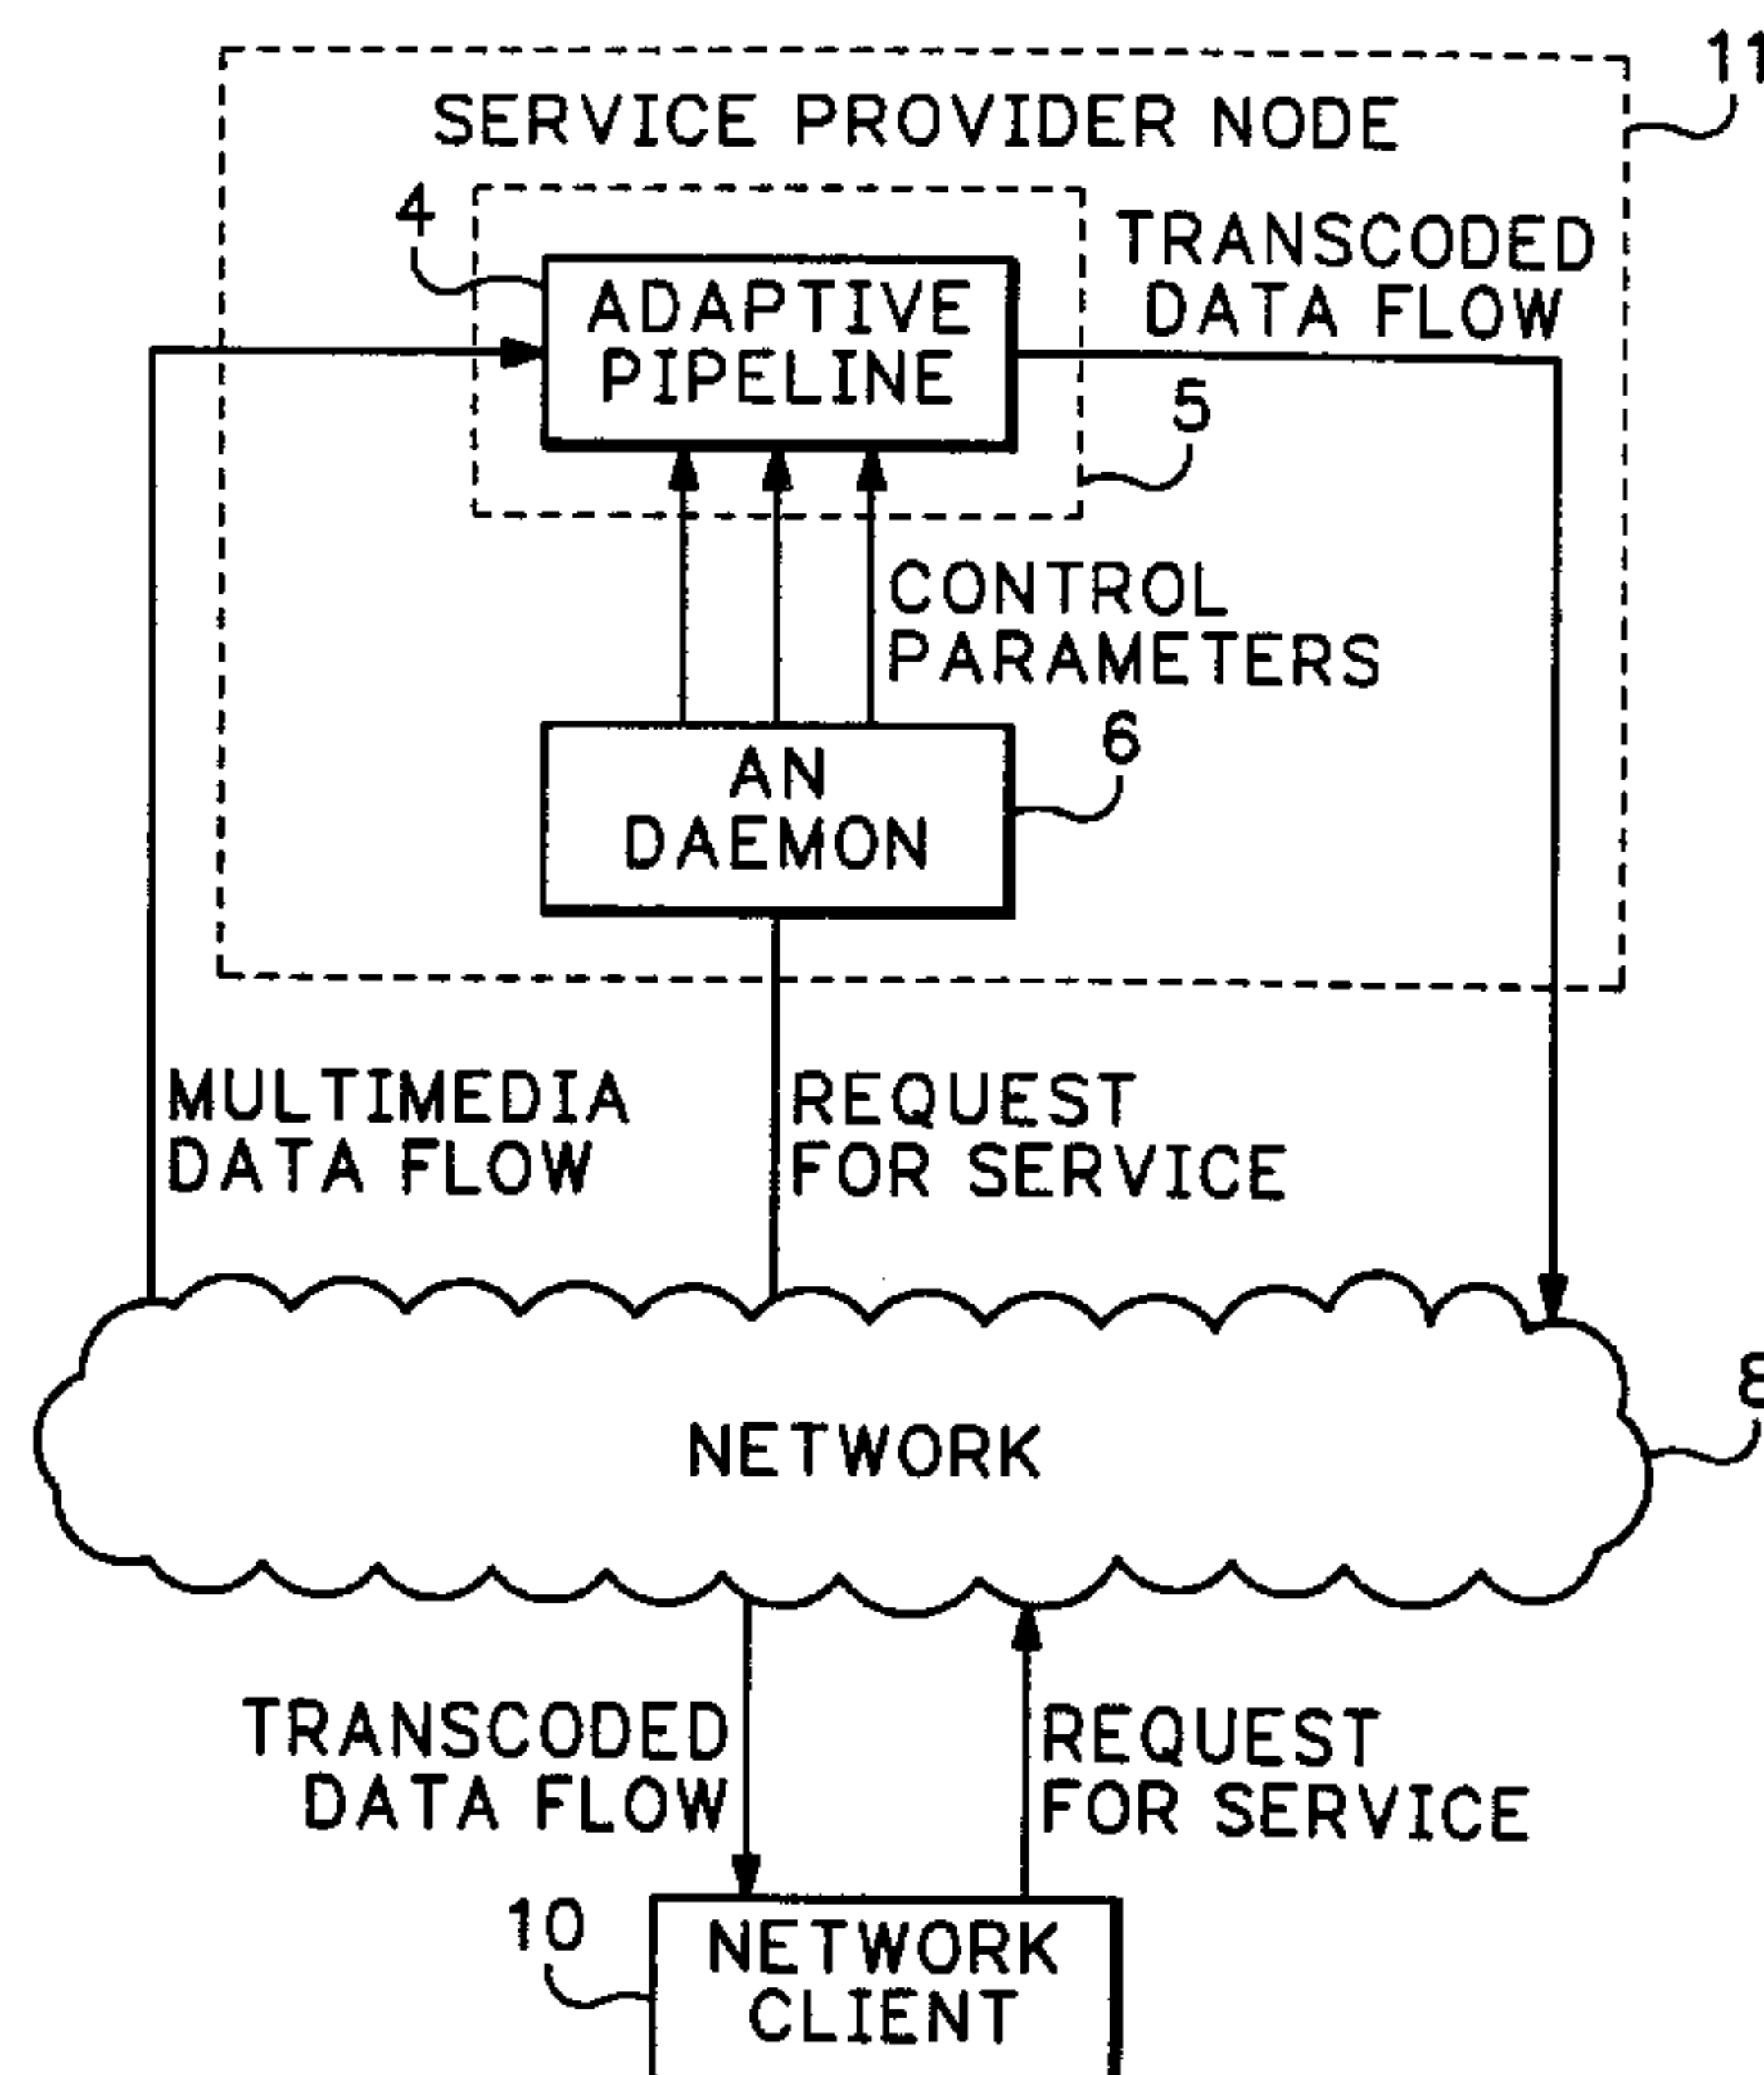 11
SERVICE PROVIDER NODE
4
TRANSCODED
DATA FLOW
ADAPTIVE
PIPELINE
5
CONTROL
PARAMETERS
6
AN
DAEMON
MULTIMEDIA
DATA FLOW
REQUEST
FOR SERVICE
8
NETWORK
TRANSCODED
DATA FLOW
REQUEST
FOR SERVICE
10
NETWORK
CLIENT